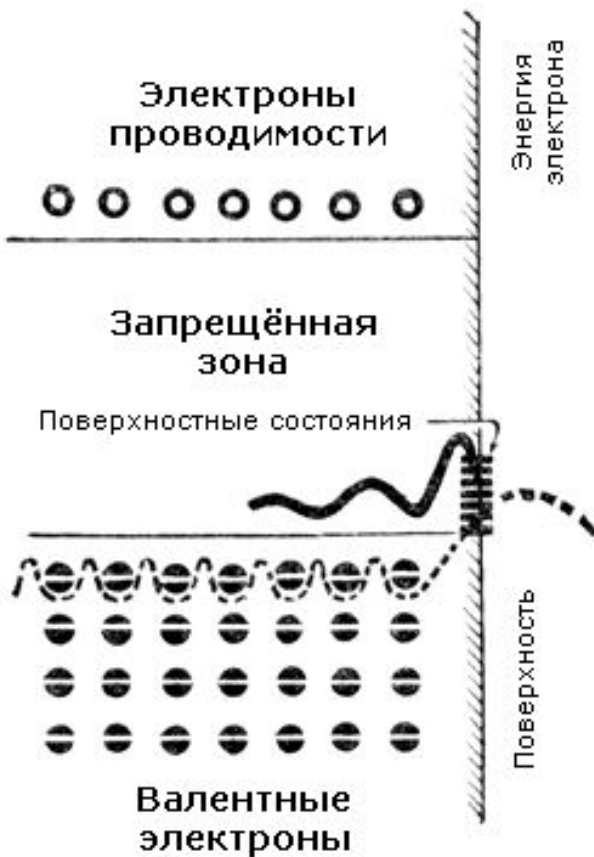 Электроны
проводимости
Энергия
электрона
Запрещённая
зона
Поверхностные состояния
Поверхность
Валентные
электроны